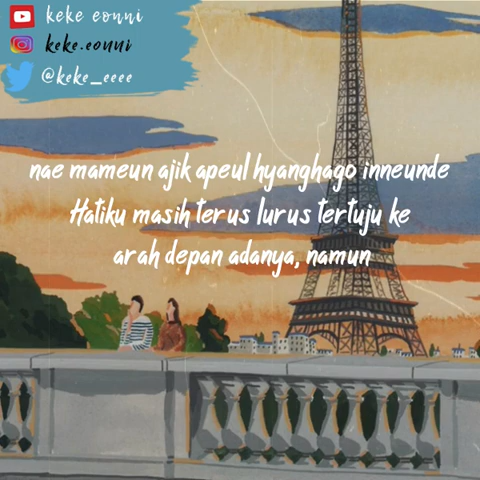 keke eonni
keke.eonni
@keke_eeee
nae mameun ajik apeul hyanghago inneunde
Hatiku masih terus lurus tertuju ke
arah depan adanya, namun